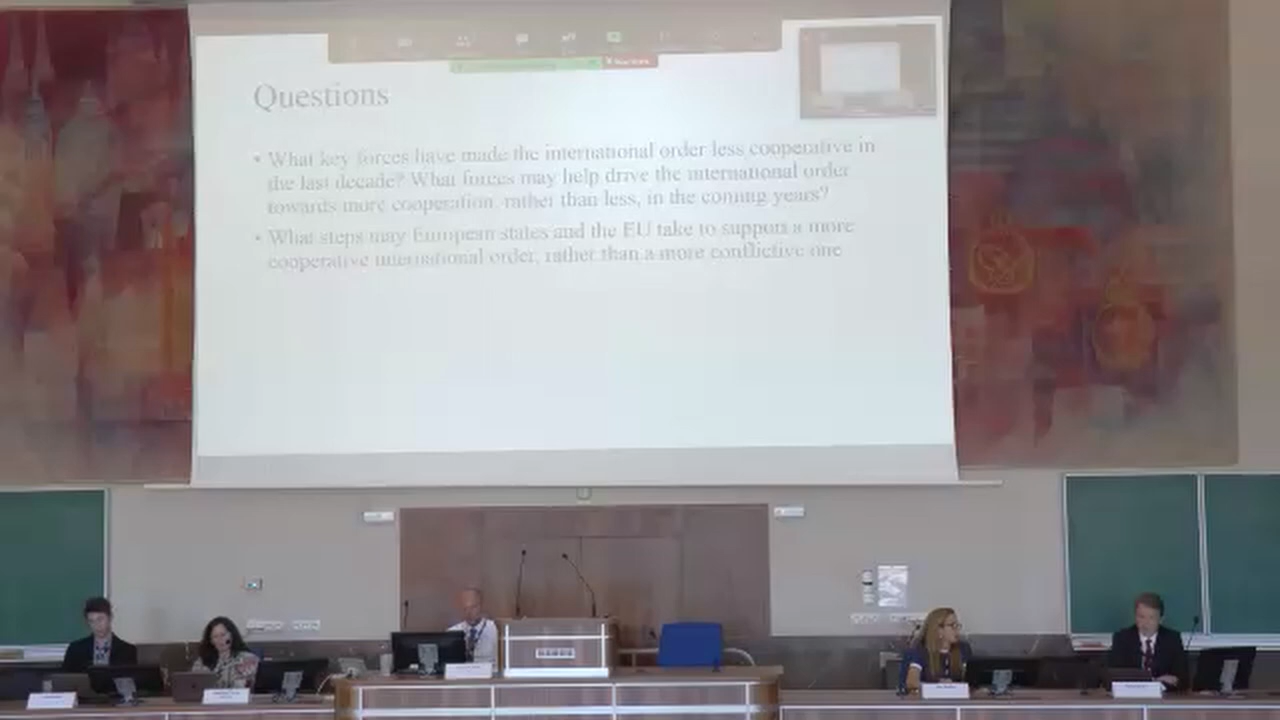 Questions
• What key forces have made the international order less cooperative in
the last decade? What forces may help drive the international order
towards more cooperation, rather than less, in the coming years?
• What steps may European states and the EU take to support a more
cooperative international order, rather than a more conflictive one